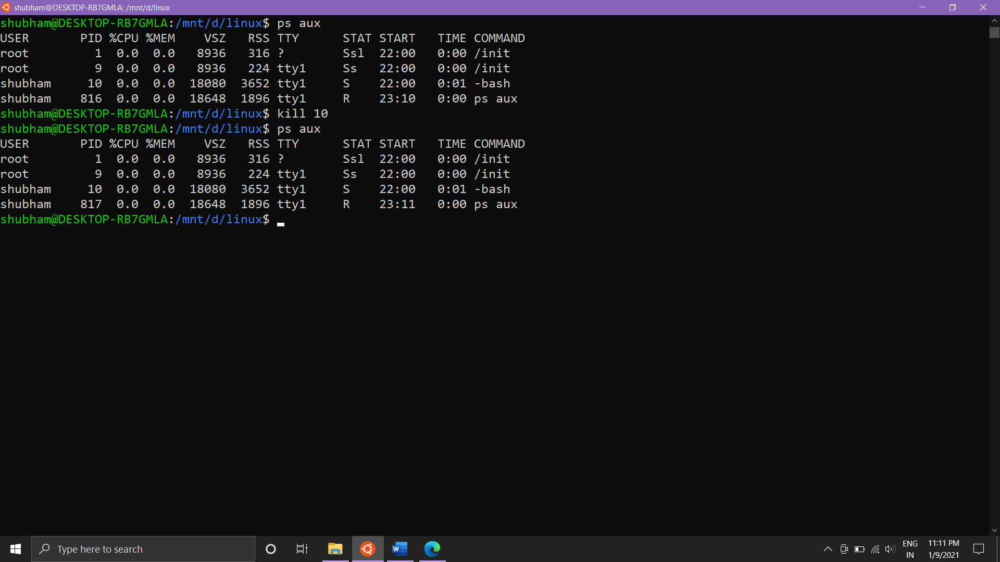 shubham@DESKTOP-RB7GMLA: /mnt/d/linux
shubham@DESKTOP-RB7GMLA:/mnt/d/linux$ ps aux
USER       PID %CPU %MEM    VSZ   RSS TTY      STAT START   TIME COMMAND
root         1  0.0  0.0   8936   316 ?        Ssl  22:00   0:00 /init
root         9  0.0  0.0   8936   224 tty1     Ss   22:00   0:00 /init
shubham     10  0.0  0.0  18080  3652 tty1     S    22:00   0:01 -bash
shubham    816  0.0  0.0  18648  1896 tty1     R    23:10   0:00 ps aux
shubham@DESKTOP-RB7GMLA:/mnt/d/linux$ kill 10
shubham@DESKTOP-RB7GMLA:/mnt/d/linux$ ps aux
USER       PID %CPU %MEM    VSZ   RSS TTY      STAT START   TIME COMMAND
root         1  0.0  0.0   8936   316 ?        Ssl  22:00   0:00 /init
root         9  0.0  0.0   8936   224 tty1     Ss   22:00   0:00 /init
shubham     10  0.0  0.0  18080  3652 tty1     S    22:00   0:01 -bash
shubham    817  0.0  0.0  18648  1896 tty1     R    23:11   0:00 ps aux
shubham@DESKTOP-RB7GMLA:/mnt/d/linux$
Type here to search
W
ENG
IN
11:11 PM
1/9/2021